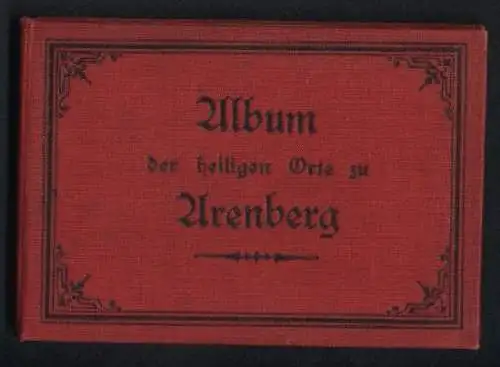 Album
der heiligen Orte zu
Arenberg